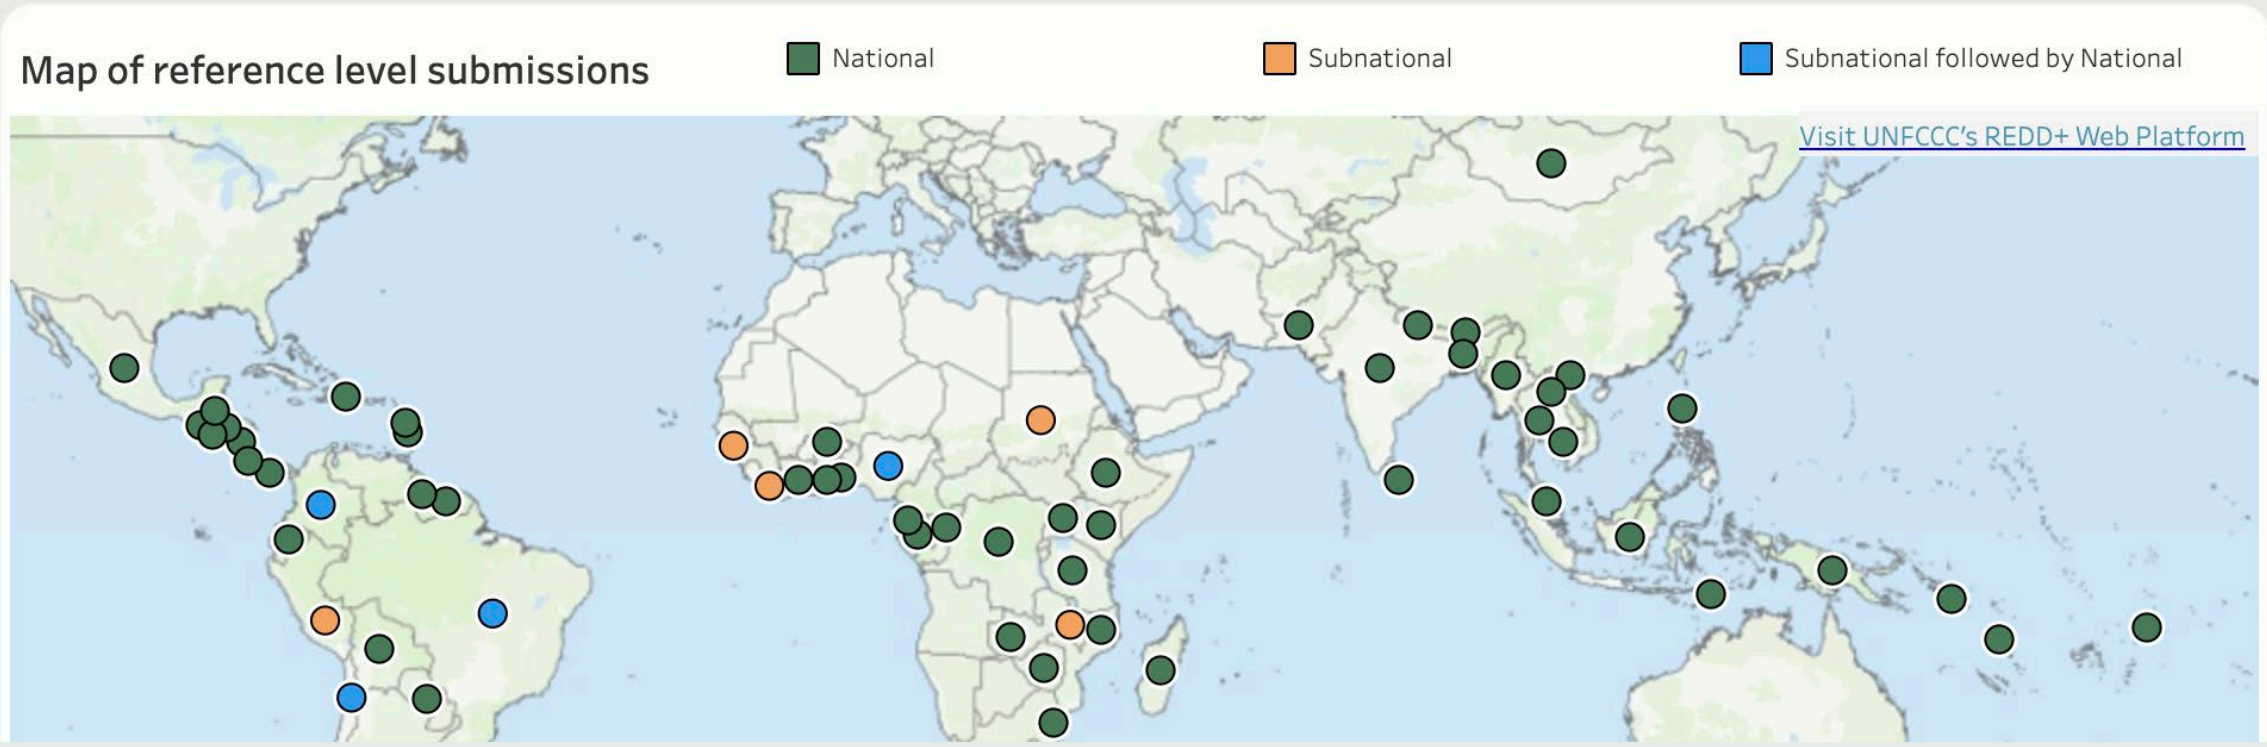 Map of reference level submissions
National
Subnational
Subnational followed by National
Visit UNFCCC's REDD+ Web Platform